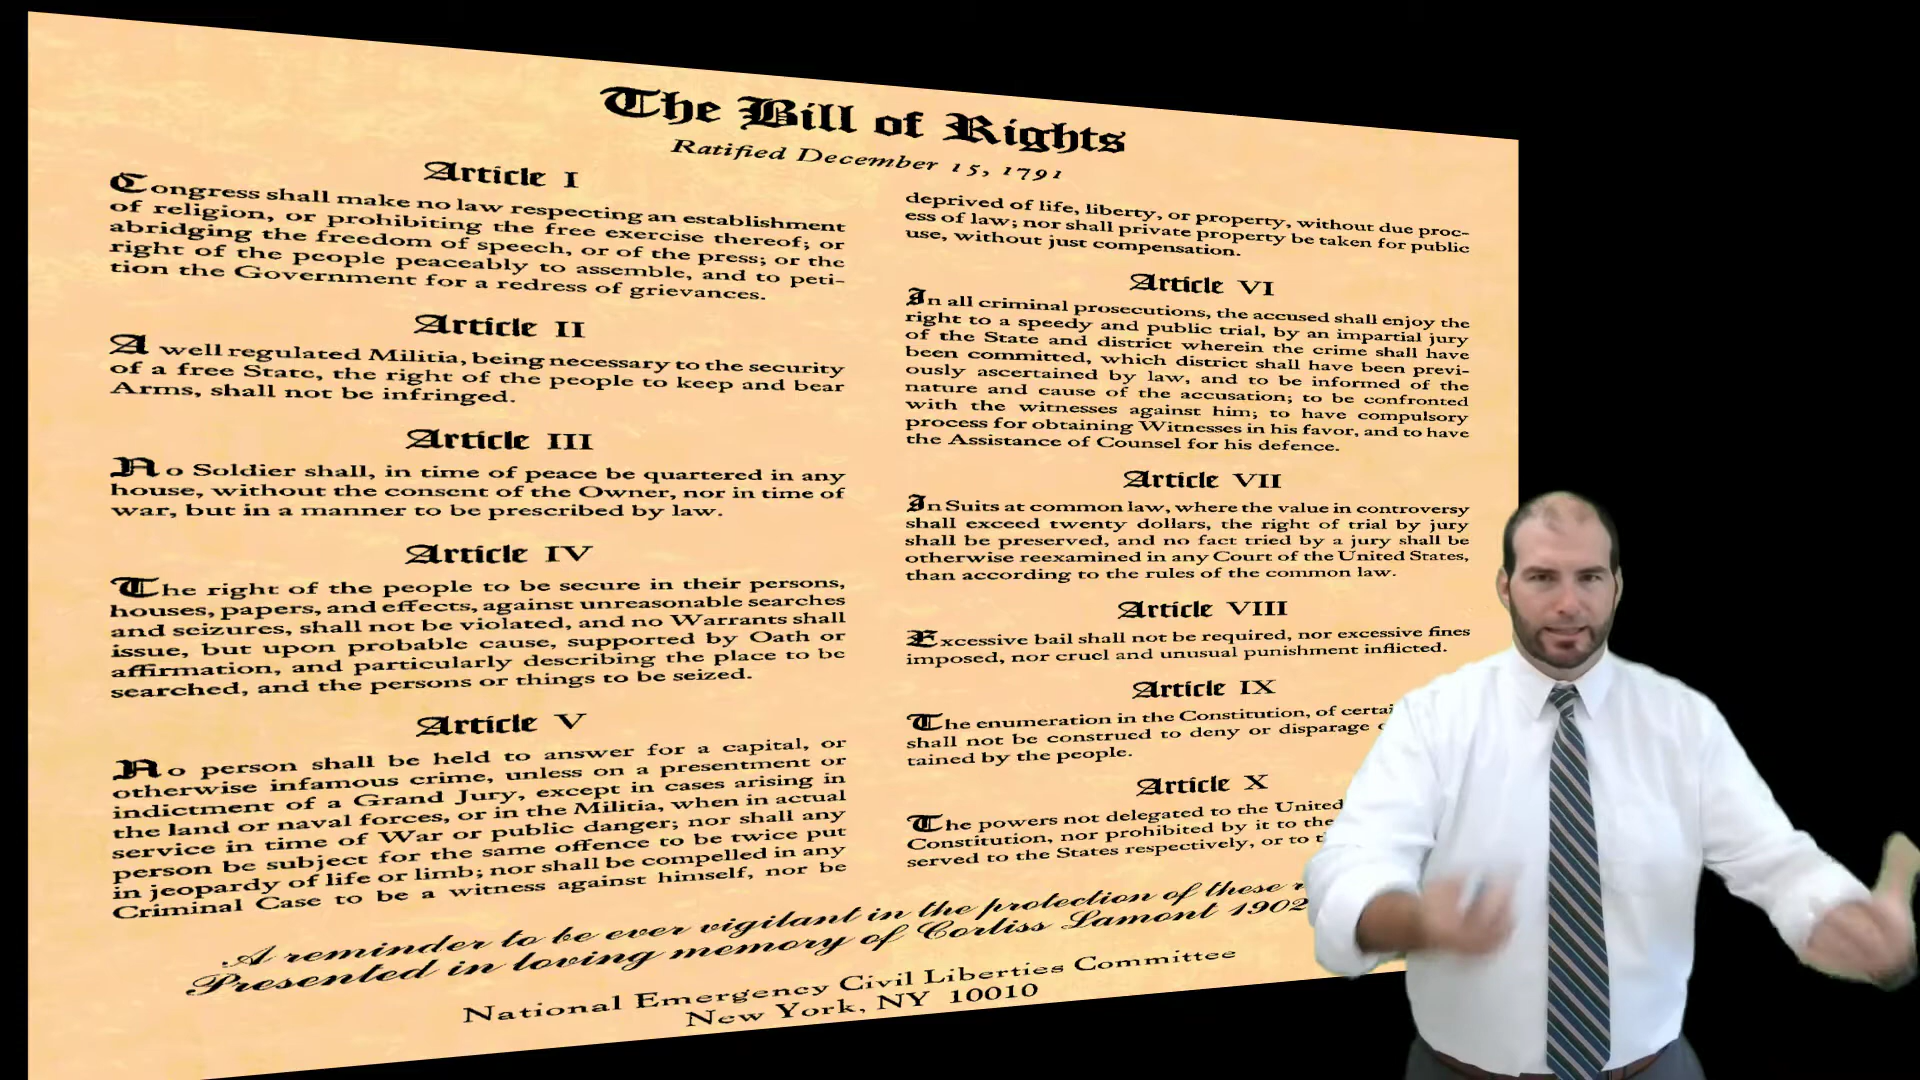 The Bill of Rights
Ratified December 15, 1791
Article I
Congress shall make no law respecting an establishment
of religion, or prohibiting the free exercise thereof; or
abridging the freedom of speech, or of the press; or the
right of the people peaceably to assemble, and to peti-
tion the Government for a redress of grievances.
Article II
A well regulated Militia, being necessary to the security
of a free State, the right of the people to keep and bear
Arms, shall not be infringed.
Article III
No Soldier shall, in time of peace be quartered in any
house, without the consent of the Owner, nor in time of
war, but in a manner to be prescribed by law.
Article IV
The right of the people to be secure in their persons,
houses, papers, and effects, against unreasonable searches
and seizures, shall not be violated, and no Warrants shall
issue, but upon probable cause, supported by Oath or
affirmation, and particularly describing the place to be
searched, and the persons or things to be seized.
Article V
No person shall be held to answer for a capital, or
otherwise infamous crime, unless on a presentment or
indictment of a Grand Jury, except in cases arising in
the land or naval forces, or in the Militia, when in actual
service in time of War or public danger; nor shall any
person be subject for the same offence to be twice put
in jeopardy of life or limb; nor shall be compelled in any
Criminal Case to be a witness against himself, nor be
deprived of life, liberty, or property, without due proc-
ess of law; nor shall private property be taken for public
use, without just compensation.
Article VI
In all criminal prosecutions, the accused shall enjoy the
right to a speedy and public trial, by an impartial jury
of the State and district wherein the crime shall have
been committed, which district shall have been previ-
ously ascertained by law, and to be informed of the
nature and cause of the accusation; to be confronted
with the witnesses against him; to have compulsory
process for obtaining Witnesses in his favor, and to have
the Assistance of Counsel for his defence.
Article VII
In Suits at common law, where the value in controversy
shall exceed twenty dollars, the right of trial by jury
shall be preserved, and no fact tried by a jury shall be
otherwise reexamined in any Court of the United States,
than according to the rules of the common law.
Article VIII
Excessive bail shall not be required, nor excessive fines
imposed, nor cruel and unusual punishment inflicted.
Article IX
The enumeration in the Constitution, of
shall not be construed to deny or disparage
tained by the people.
Article X
The powers not delegated to the United
Constitution, nor prohibited by it to the
served to the States respectively, or to
A reminder to be ever vigilant in the protection of these
Presented in loving memory of Corliss Lamont 1902
National Emergency Civil Liberties Committee
New York, NY 10010